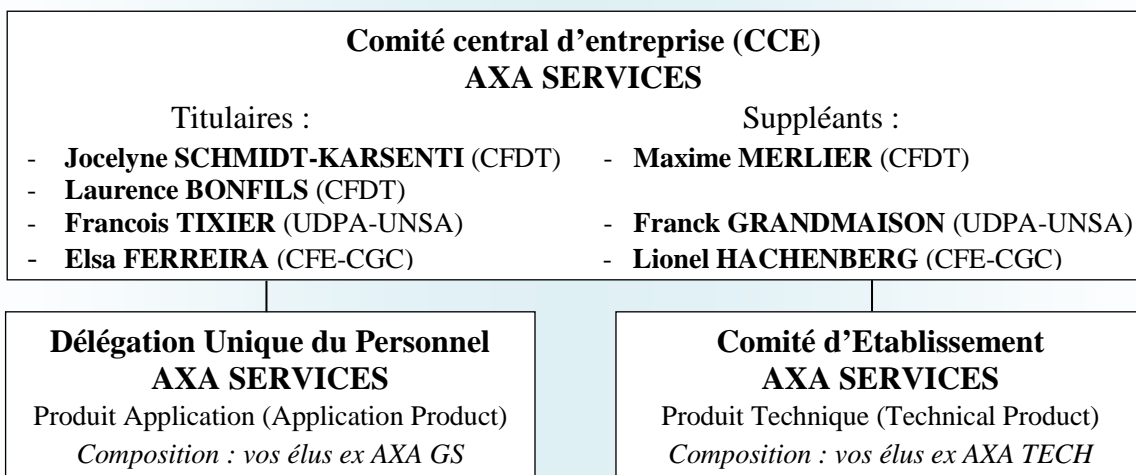 Comité central d’entreprise (CCE)
AXA SERVICES
Titulaires :
- Jocelyne SCHMIDT-KARSENTI (CFDT)
- Laurence BONFILS (CFDT)
- Francois TIXIER (UDPA-UNSA)
- Elsa FERREIRA (CFE-CGC)
Suppléants :
- Maxime MERLIER (CFDT)
- Franck GRANDMAISON (UDPA-UNSA)
- Lionel HACHENBERG (CFE-CGC)
Délégation Unique du Personnel
AXA SERVICES
Produit Application (Application Product)
Composition : vos élus ex AXA GS
Comité d’Etablissement
AXA SERVICES
Produit Technique (Technical Product)
Composition : vos élus ex AXA TECH